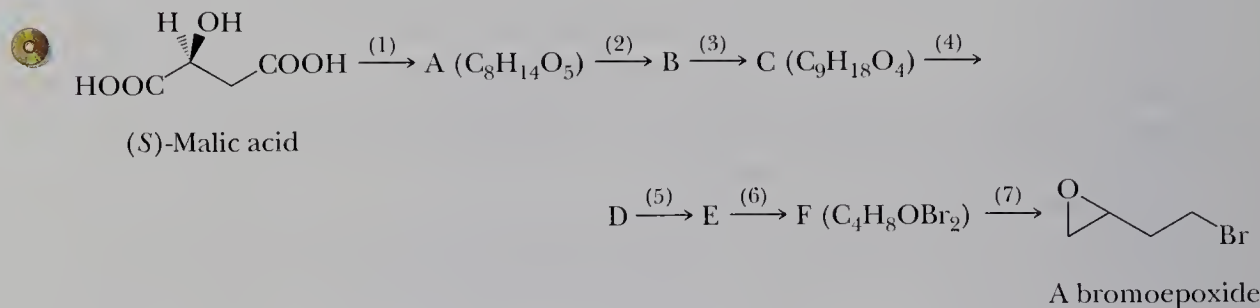 H OH
HOOC COOH (1) A (C₈H₁₄O₅) (2) B (3) C (C₉H₁₈O₄) (4)
(S)-Malic acid
D (5) E (6) F (C₄H₈OBr₂) (7) O Br
A bromoepoxide